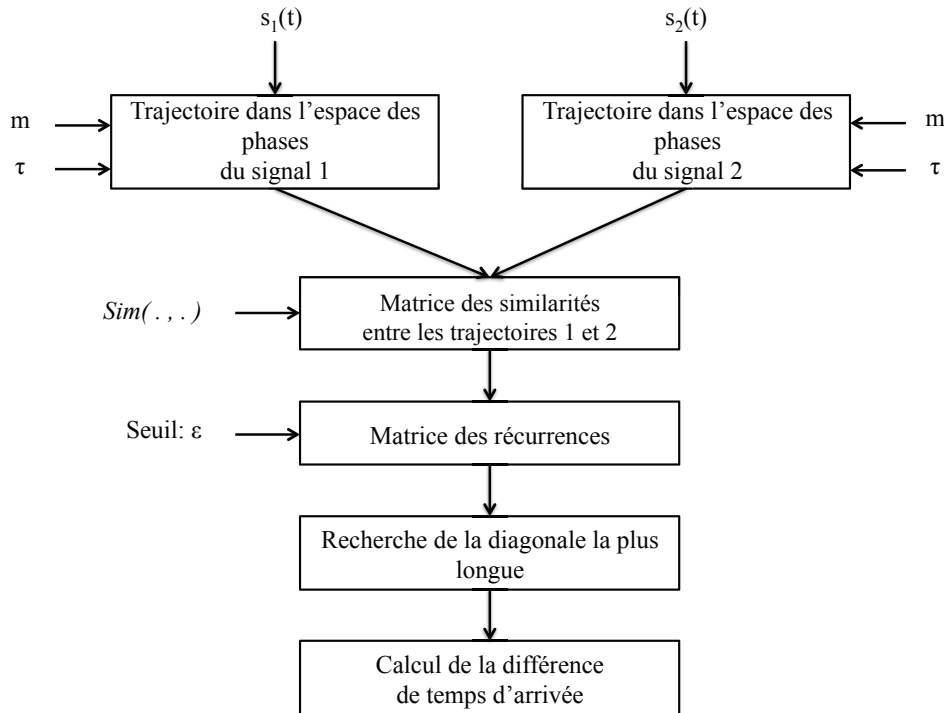 s₁(t)
s₂(t)
Trajectoire dans l’espace des
phases
du signal 1
m
τ
Trajectoire dans l’espace des
phases
du signal 2
m
τ
Sim( . , . )
Matrice des similarités
entre les trajectoires 1 et 2
Seuil: ε
Matrice des récurrences
Recherche de la diagonale la plus
longue
Calcul de la différence
de temps d’arrivée